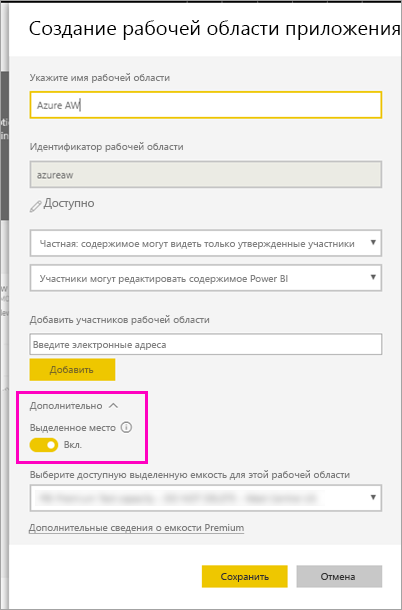 Создание рабочей области приложения
Укажите имя рабочей области
Azure AW
Идентификатор рабочей области
azureaw
Доступно
Частная: содержимое могут видеть только утвержденные участники
Участники могут редактировать содержимое Power BI
Добавить участников рабочей области
Введите электронные адреса
Добавить
Дополнительно
Выделенное место
Вкл.
Выберите доступную выделенную емкость для этой рабочей области
Дополнительные сведения о емкости Premium
Сохранить
Отмена